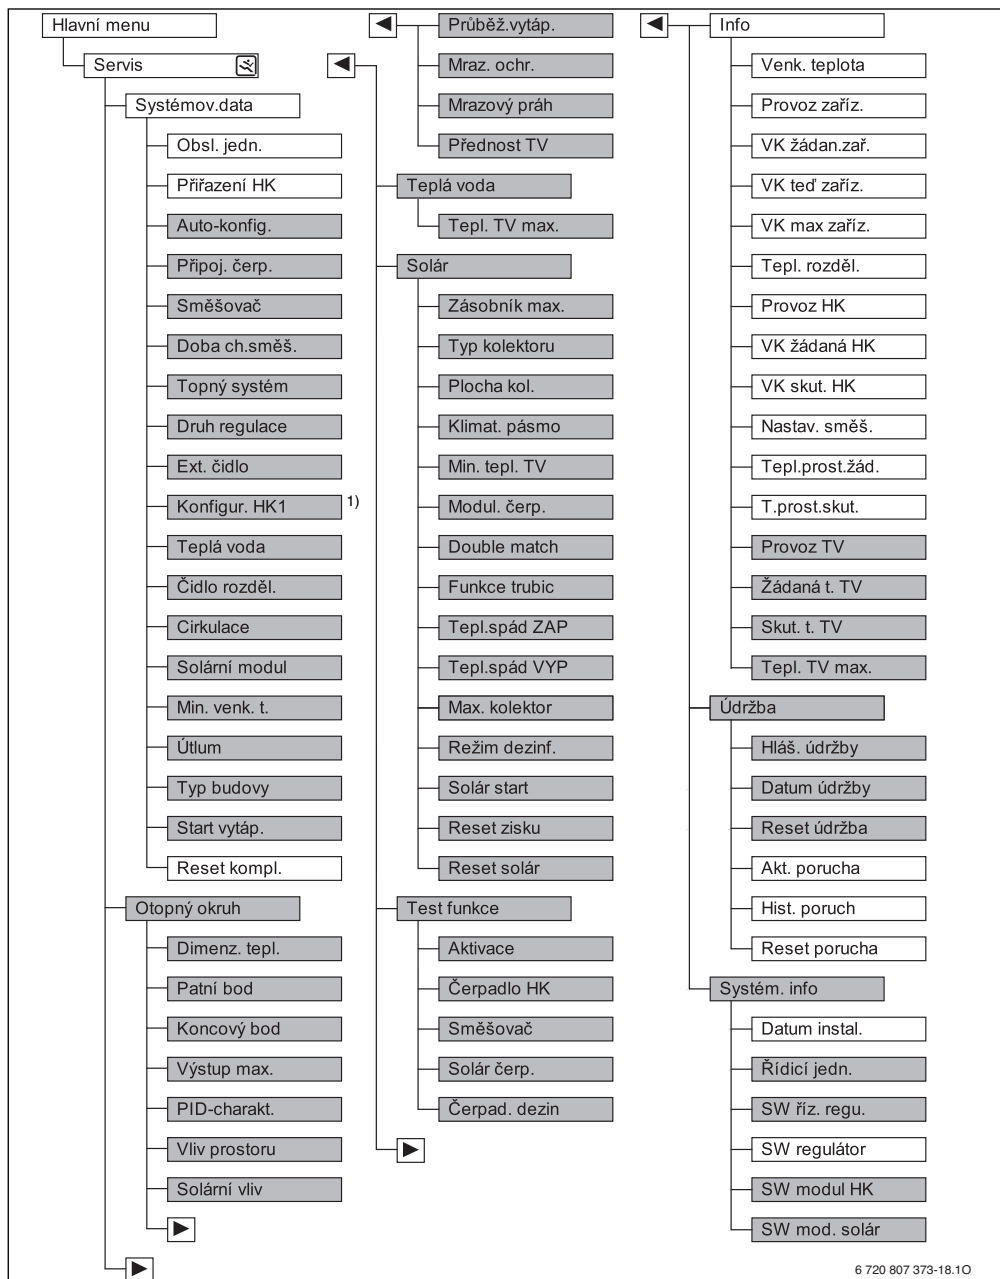 Hlavní menu
Servis
Systémov.data
Obsl. jedn.
Přiřazení HK
Auto-konfig.
Připoj. čerp.
Směšovač
Doba ch.směš.
Topný systém
Druh regulace
Ext. čidlo
Konfigur. HK1 1)
Teplá voda
Čidlo rozděl.
Cirkulace
Solární modul
Min. venk. t.
Útlum
Typ budovy
Start vytáp.
Reset kompl.
Otopný okruh
Dimenz. tepl.
Patní bod
Koncový bod
Výstup max.
PID-charakt.
Vliv prostoru
Solární vliv
Průběž.vytáp.
Mraz. ochr.
Mrazový práh
Přednost TV
Teplá voda
Tepl. TV max.
Solár
Zásobník max.
Typ kolektoru
Plocha kol.
Klimat. pásmo
Min. tepl. TV
Modul. čerp.
Double match
Funkce trubic
Tepl.spád ZAP
Tepl.spád VYP
Max. kolektor
Režim dezinf.
Solár start
Reset zisku
Reset solár
Test funkce
Aktivace
Čerpadlo HK
Směšovač
Solár čerp.
Čerpad. dezin
Info
Venk. teplota
Provoz zaříz.
VK žádan.zař.
VK teď zaříz.
VK max zaříz.
Tepl. rozděl.
Provoz HK
VK žádaná HK
VK skut. HK
Nastav. směš.
Tepl.prost.žád.
T.prost.skut.
Provoz TV
Žádaná t. TV
Skut. t. TV
Tepl. TV max.
Údržba
Hláš. údržby
Datum údržby
Reset údržba
Akt. porucha
Hist. poruch
Reset porucha
Systém. info
Datum instal.
Řídicí jedn.
SW říz. regu.
SW regulátor
SW modul HK
SW mod. solár
6 720 807 373-18.1O